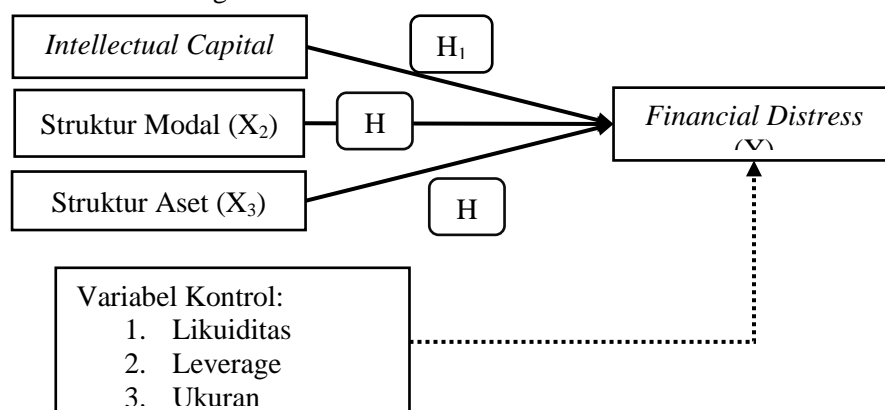 Intellectual Capital
H₁
Struktur Modal (X₂)
H
Financial Distress
(Y)
Struktur Aset (X₃)
H
Variabel Kontrol:
1. Likuiditas
2. Leverage
3. Ukuran